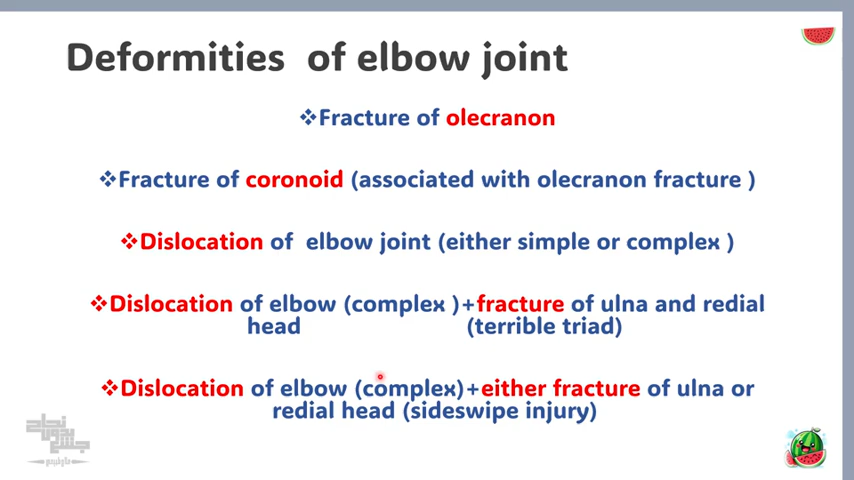 Deformities of elbow joint
❖Fracture of olecranon
❖Fracture of coronoid (associated with olecranon fracture )
❖Dislocation of elbow joint (either simple or complex )
❖Dislocation of elbow (complex )+fracture of ulna and redial
head (terrible triad)
❖Dislocation of elbow (complex)+either fracture of ulna or
redial head (sideswipe injury)